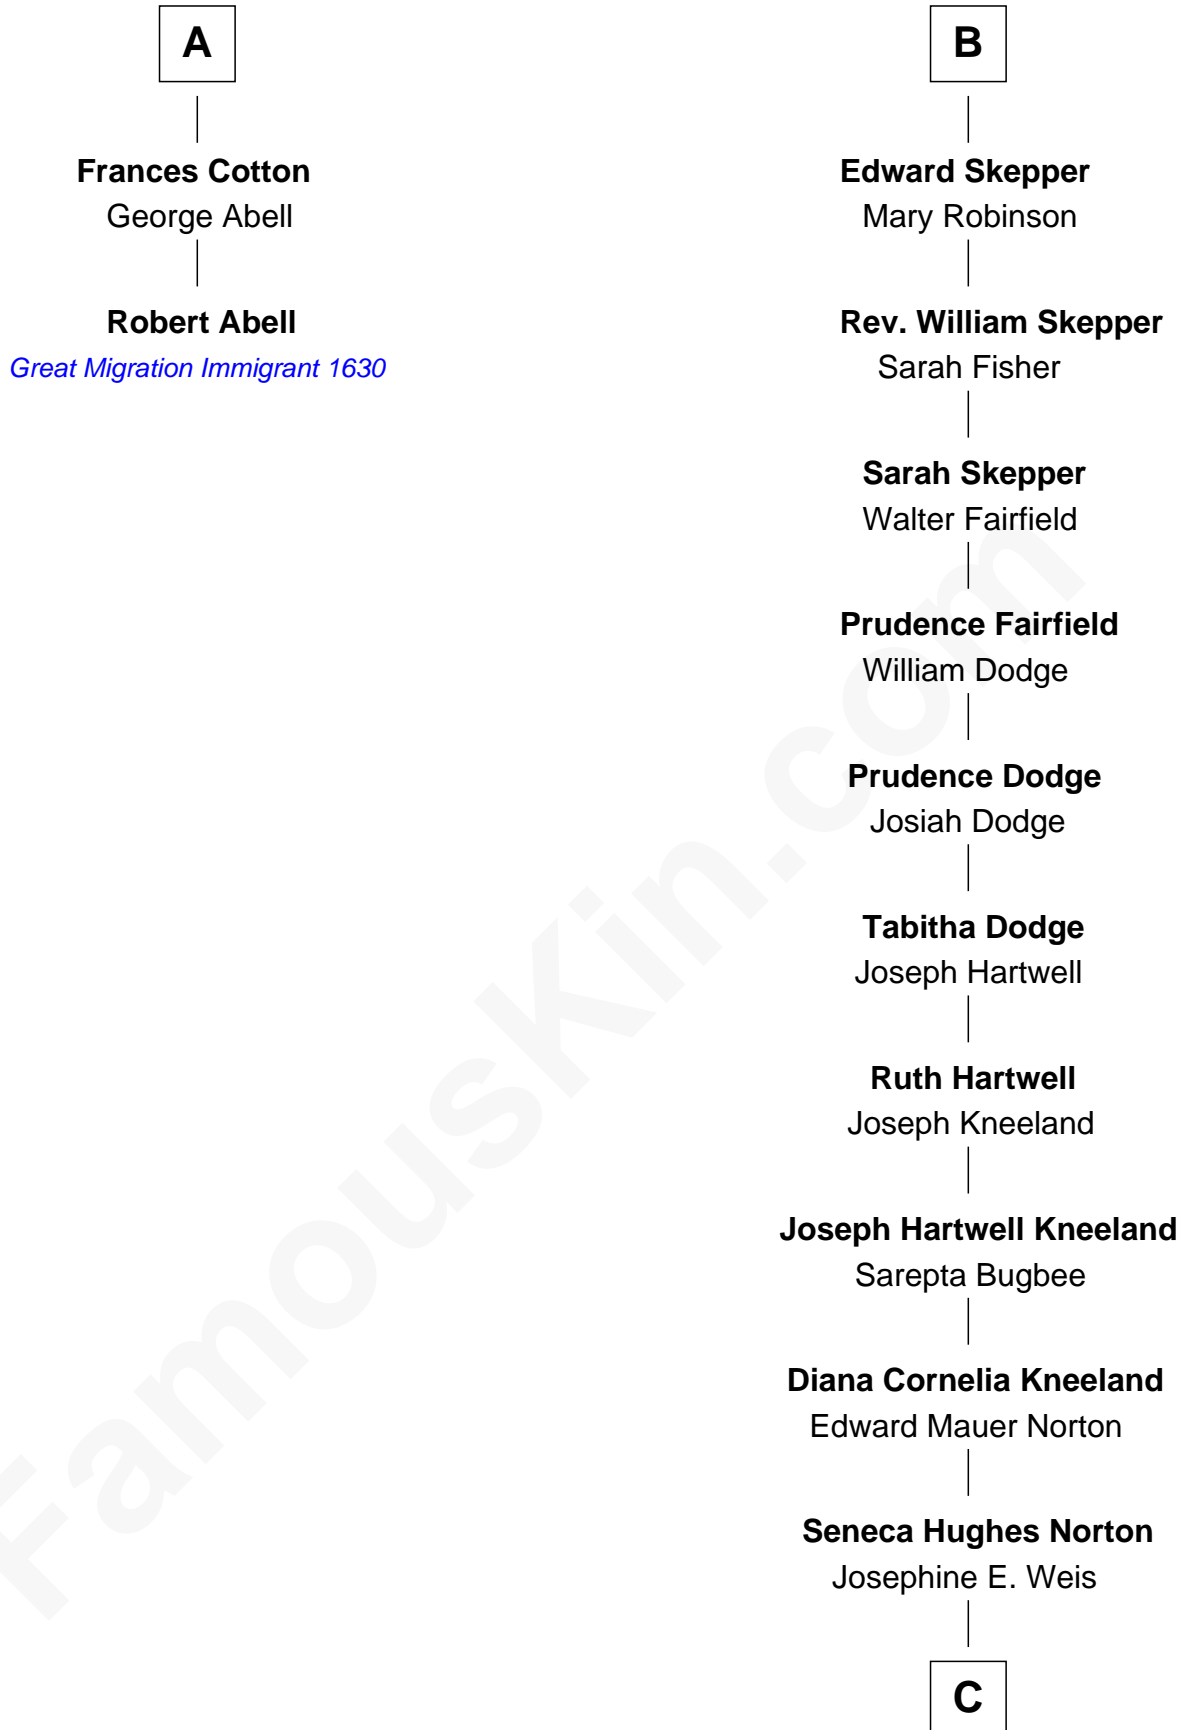 A
Frances Cotton
George Abell
Robert Abell
Great Migration Immigrant 1630
B
Edward Skepper
Mary Robinson
Rev. William Skepper
Sarah Fisher
Sarah Skepper
Walter Fairfield
Prudence Fairfield
William Dodge
Prudence Dodge
Josiah Dodge
Tabitha Dodge
Joseph Hartwell
Ruth Hartwell
Joseph Kneeland
Joseph Hartwell Kneeland
Sarepta Bugbee
Diana Cornelia Kneeland
Edward Mauer Norton
Seneca Hughes Norton
Josephine E. Weis
C
FamousKin.com